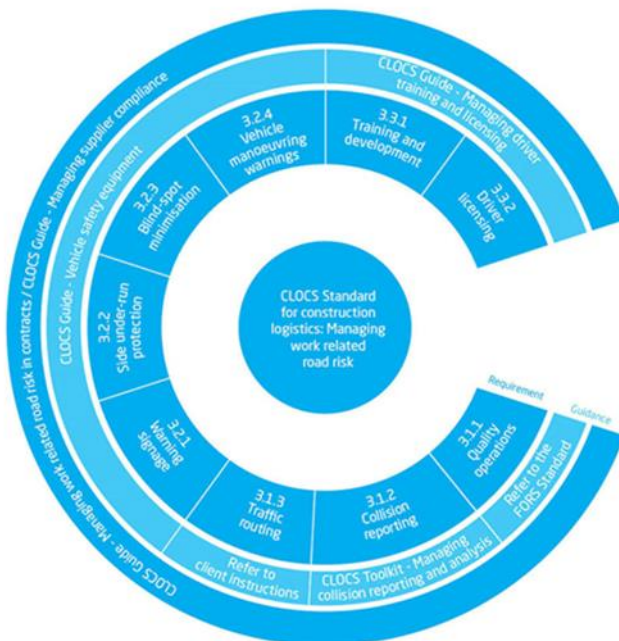 CLOCS Guide - Managing work related road risk in contracts / CLOCS Guide - Managing supplier compliance
CLOCS Guide - Vehicle safety equipment
CLOCS Guide - Managing driver
training and licensing
3.2.4
Vehicle
manoeuvring
warnings
3.3.1
Training and
development
3.3.2
Driver
licensing
3.2.3
Blind-spot
minimisation
3.2.2
Side under-run
protection
3.2.1
Warning
signage
3.1.3
Traffic
routing
3.1.2
Collision
reporting
3.1.1
Quality
operations
CLOCS Standard
for construction
logistics: Managing
work related
road risk
Requirement
Guidance
Refer to
client instructions
CLOCS Toolkit - Managing
collision reporting and analysis
Refer to the
FORS Standard